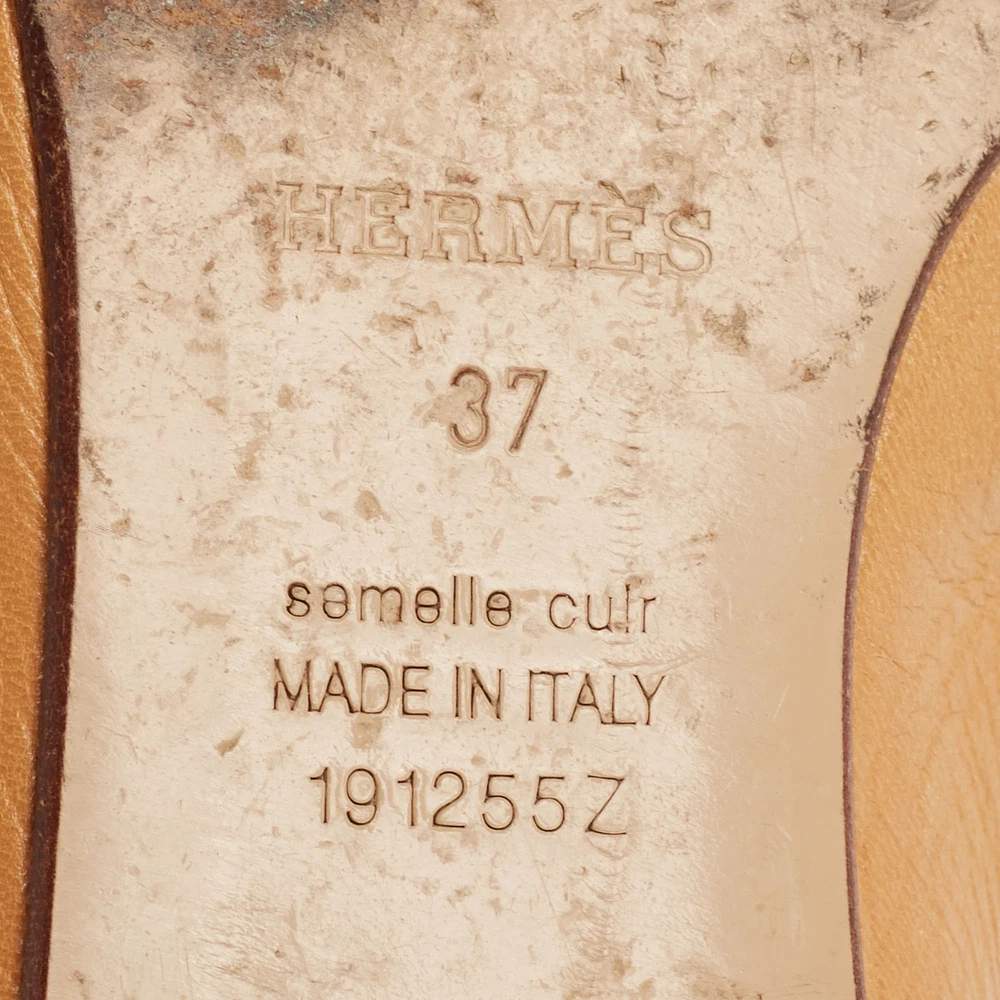 HERMÈS
37
semelle cuir
MADE IN ITALY
191255Z